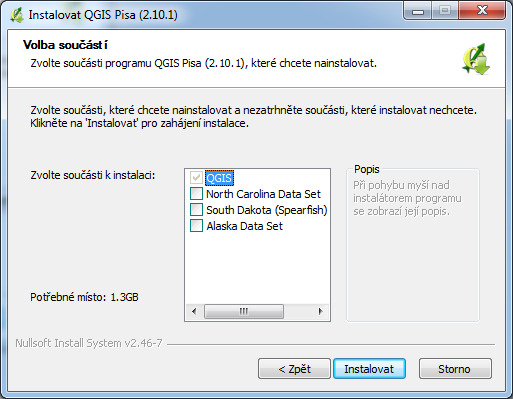 Instalovat QGIS Pisa (2.10.1)
Volba součástí
Zvolte součásti programu QGIS Pisa (2.10.1), které chcete nainstalovat.
Zvolte součásti, které chcete nainstalovat a nezatrhněte součásti, které instalovat nechcete.
Klikněte na 'Instalovat' pro zahájení instalace.
Zvolte součásti k instalaci:
QGIS
North Carolina Data Set
South Dakota (Spearfish)
Alaska Data Set
Popis
Při pohybu myší nad
instalátorem programu
se zobrazí její popis.
Potřebné místo: 1.3GB
Nullsoft Install System v2.46-7
< Zpět
Instalovat
Storno